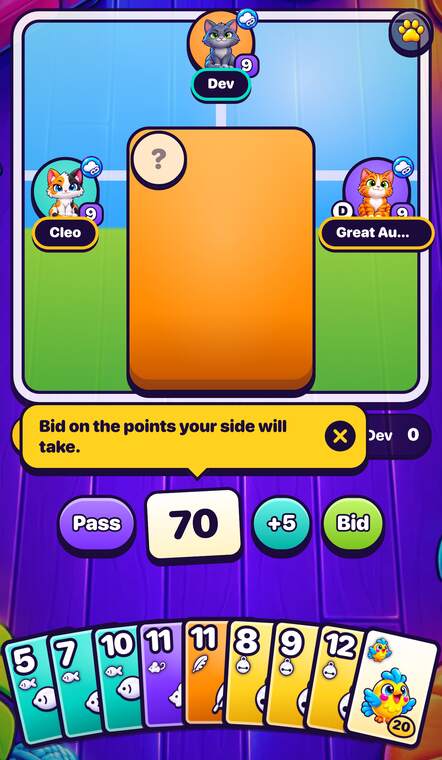 9
Dev
?
9
Cleo
D
9
Great Au...
Bid on the points your side will
take.
Dev 0
Pass
70
+5
Bid
5
7
10
11
11
8
9
12
20